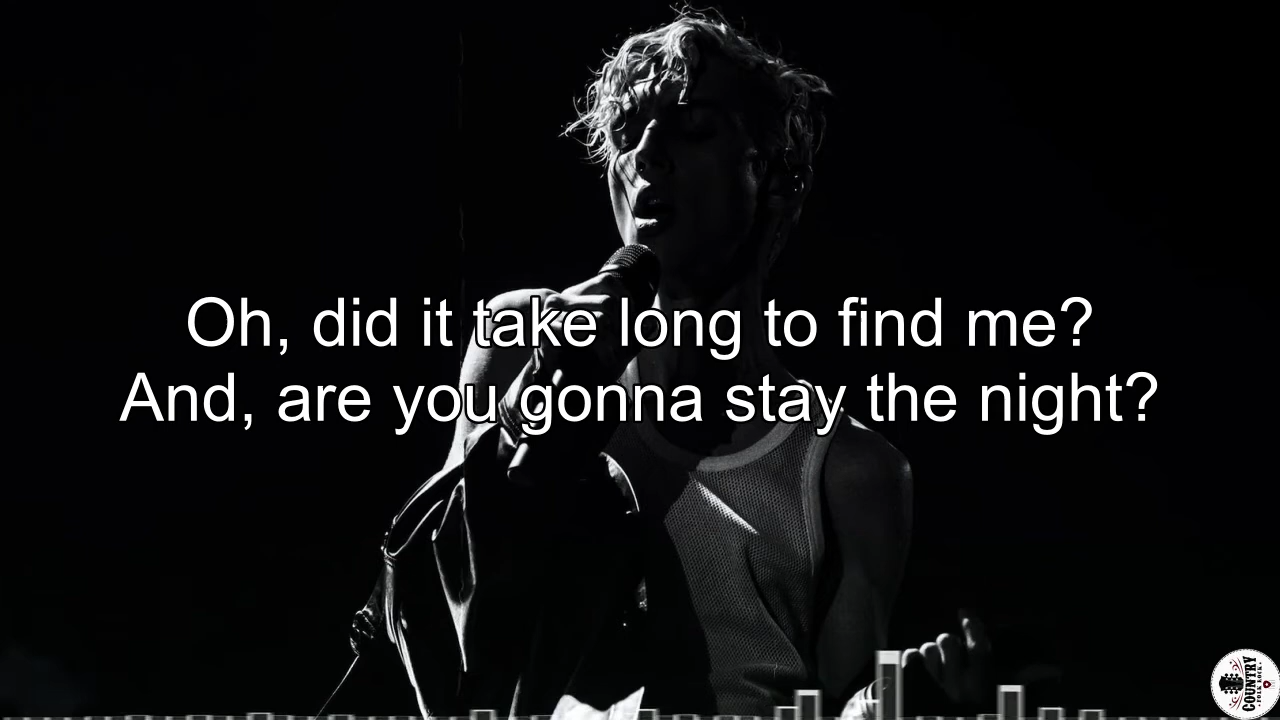 Oh, did it take long to find me?
And, are you gonna stay the night?
COUNTRY